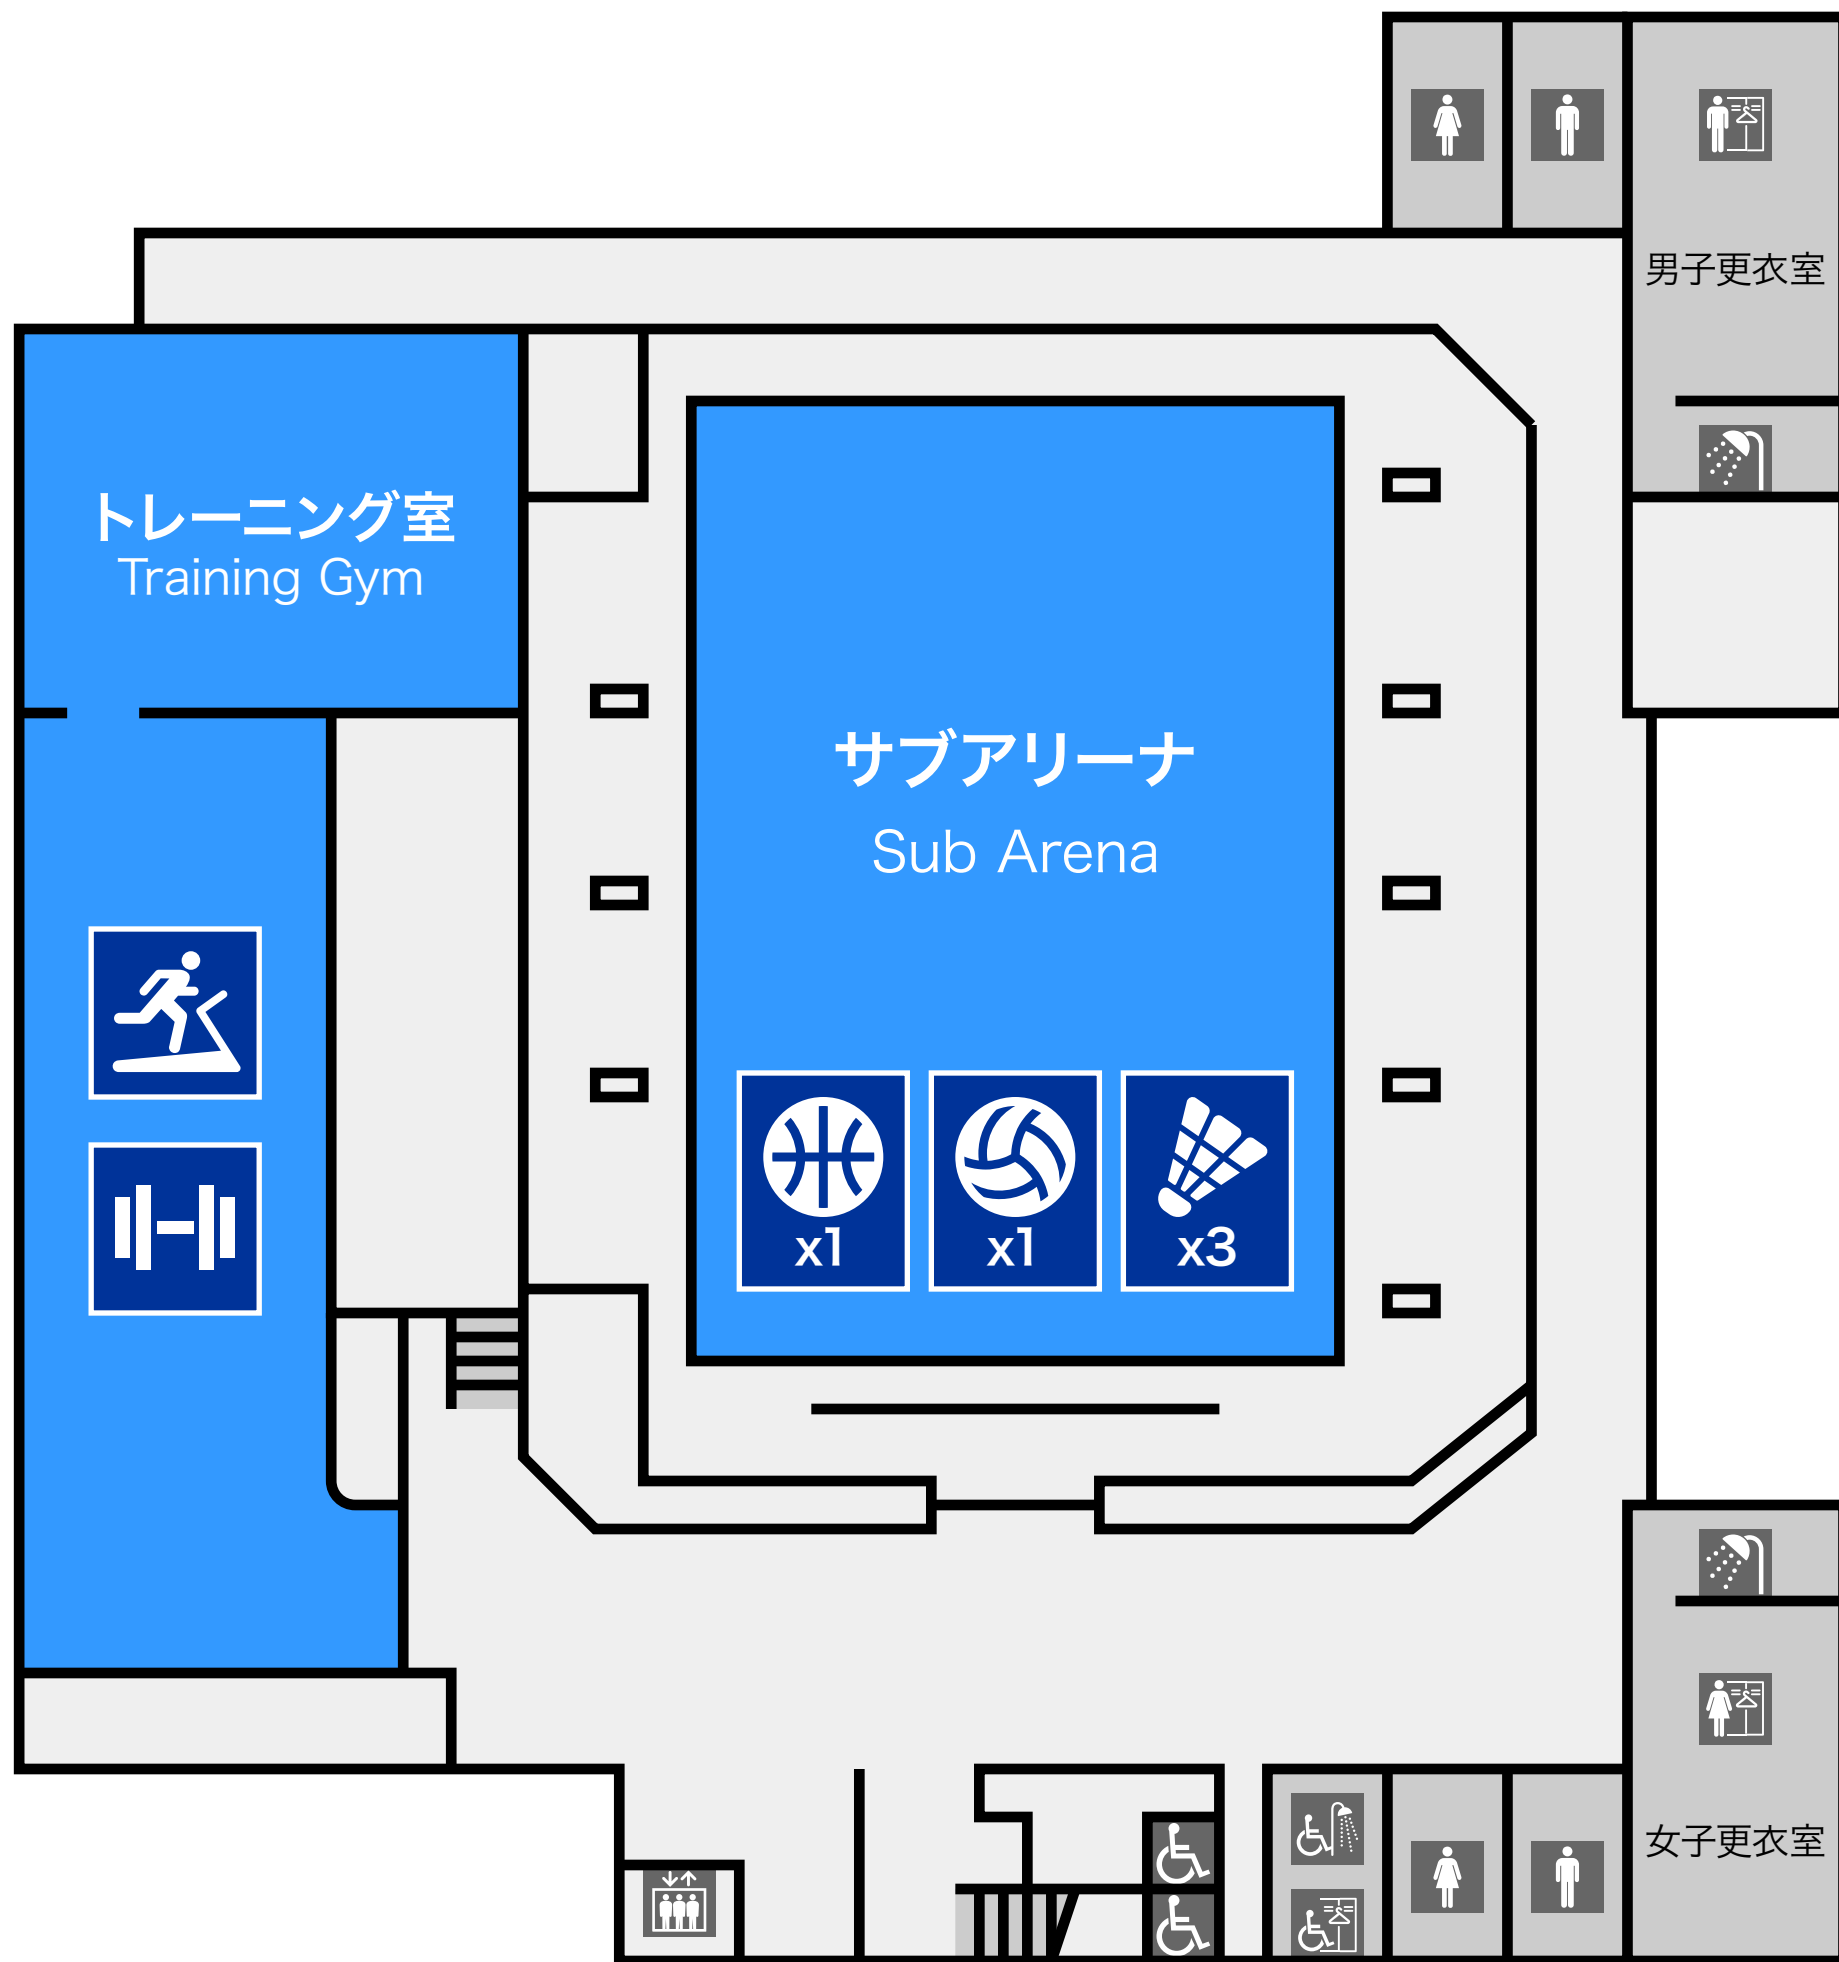 男子更衣室
トレーニング室
Training Gym
サブアリーナ
Sub Arena
x1
x1
x3
女子更衣室